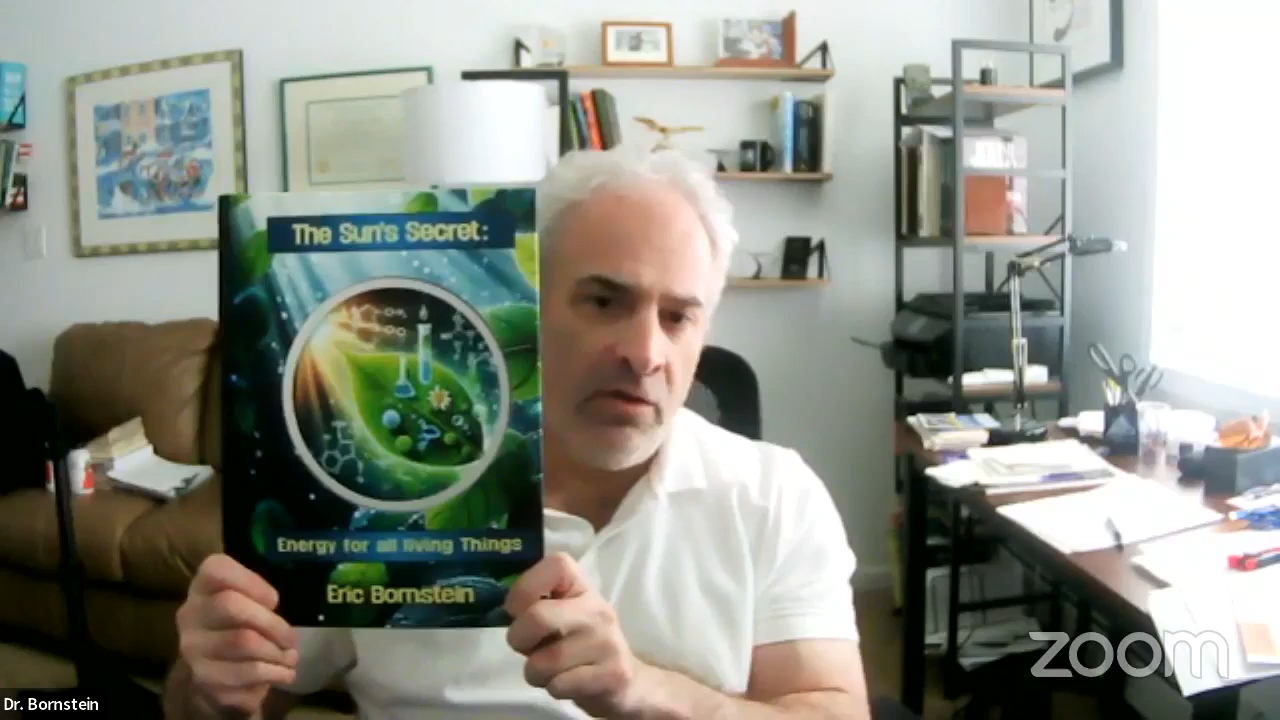 The Sun's Secret:
Energy for all living Things
Eric Bornstein
zoom
Dr. Bornstein